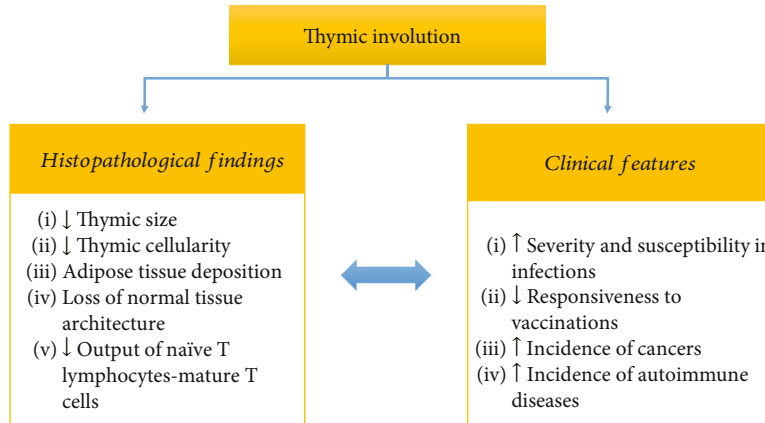 Thymic involution
Histopathological findings
(i) ↓ Thymic size
(ii) ↓ Thymic cellularity
(iii) Adipose tissue deposition
(iv) Loss of normal tissue
architecture
(v) ↓ Output of naïve T
lymphocytes-mature T
cells
Clinical features
(i) ↑ Severity and susceptibility in
infections
(ii) ↓ Responsiveness to
vaccinations
(iii) ↑ Incidence of cancers
(iv) ↑ Incidence of autoimmune
diseases